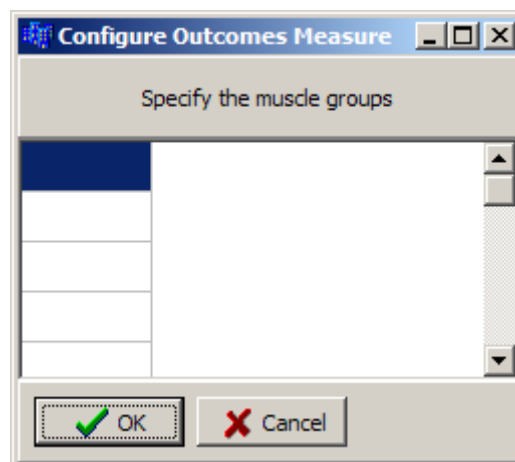 Configure Outcomes Measure
Specify the muscle groups
OK
Cancel